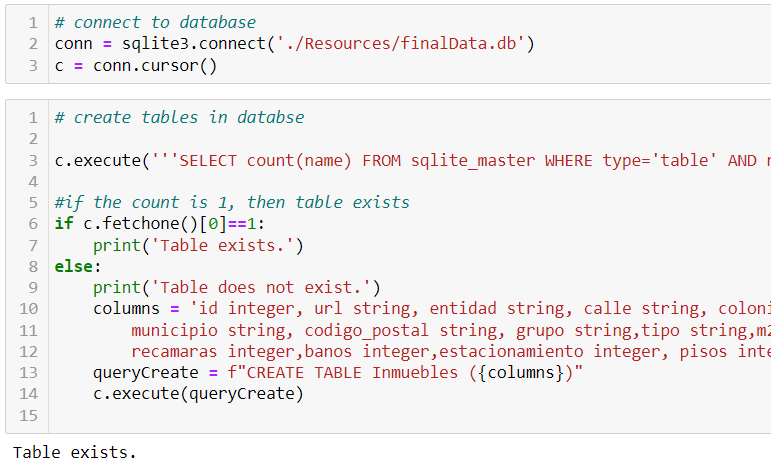 1 # connect to database
2 conn = sqlite3.connect('./Resources/finalData.db')
3 c = conn.cursor()
1 # create tables in databse
2
3 c.execute('''SELECT count(name) FROM sqlite_master WHERE type='table' AND
4
5 #if the count is 1, then table exists
6 if c.fetchone()[0]==1:
7 print('Table exists.')
8 else:
9 print('Table does not exist.')
10 columns = 'id integer, url string, entidad string, calle string, coloni
11 municipio string, codigo_postal string, grupo string,tipo string,m2
12 recamaras integer,banos integer,estacionamiento integer, pisos inte
13 queryCreate = f"CREATE TABLE Inmuebles ({columns})"
14 c.execute(queryCreate)
15
Table exists.